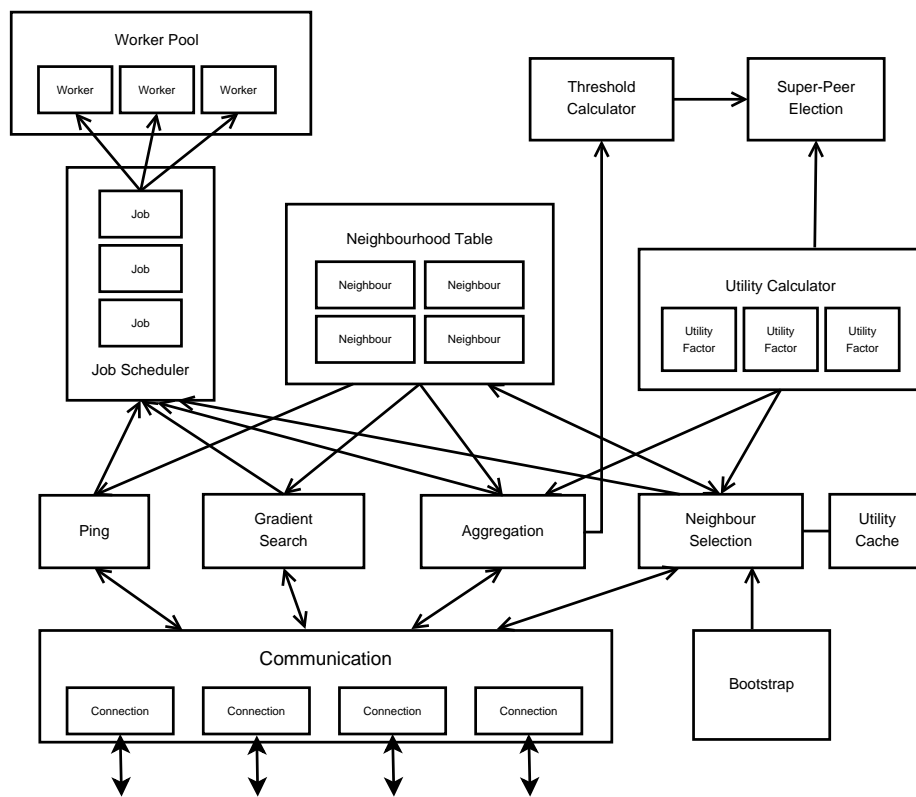 Worker Pool
Worker
Worker
Worker
Threshold
Calculator
Super-Peer
Election
Job
Job
Job
Job Scheduler
Neighbourhood Table
Neighbour
Neighbour
Neighbour
Neighbour
Utility Calculator
Utility
Factor
Utility
Factor
Utility
Factor
Ping
Gradient
Search
Aggregation
Neighbour
Selection
Utility
Cache
Communication
Connection
Connection
Connection
Connection
Bootstrap